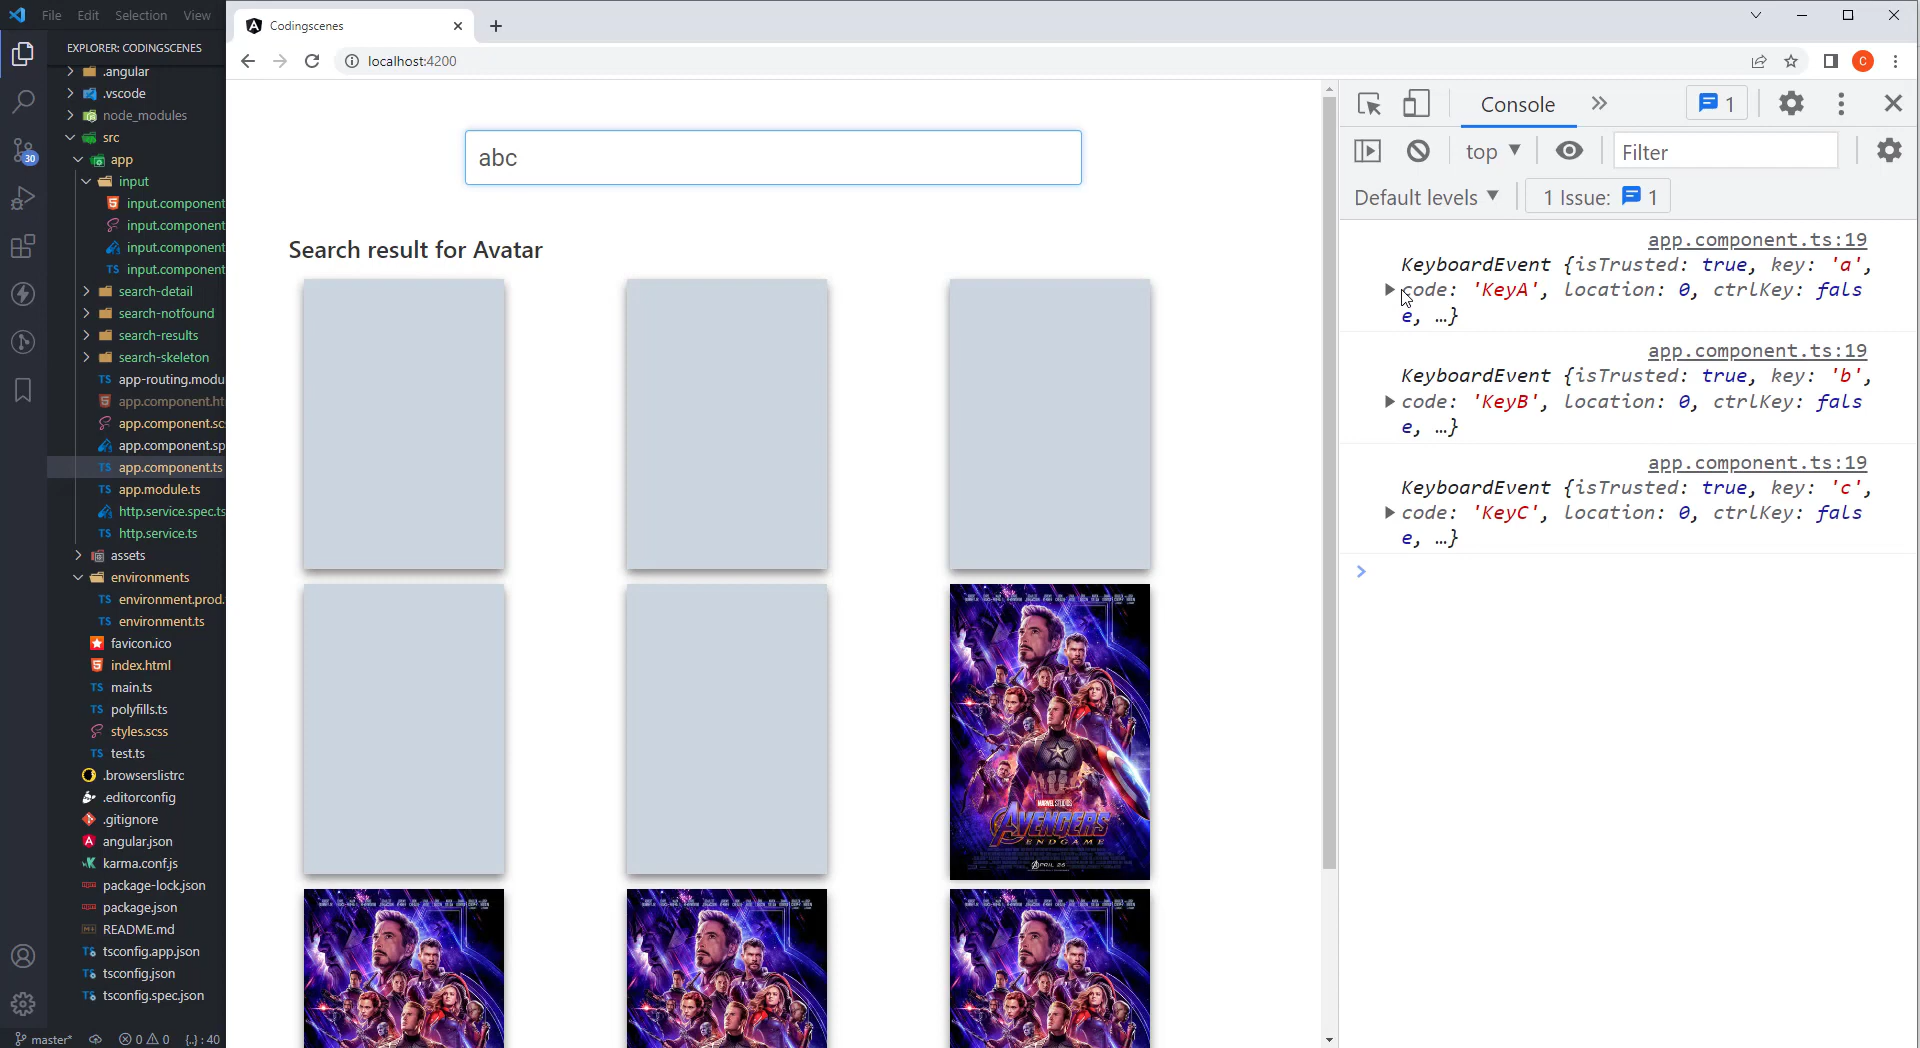 File Edit Selection View
EXPLORER: CODINGSCENES
.angular
.vscode
node_modules
src
app
input
input.component
input.component
input.component
input.component
search-detail
search-notfound
search-results
search-skeleton
app-routing.modu
app.component.ht
app.component.sc
app.component.sp
app.component.ts
app.module.ts
http.service.spec.ts
http.service.ts
assets
environments
environment.prod.
environment.ts
favicon.ico
index.html
main.ts
polyfills.ts
styles.scss
test.ts
.browserslistrc
.editorconfig
.gitignore
angular.json
karma.conf.js
package-lock.json
package.json
README.md
tsconfig.app.json
tsconfig.json
tsconfig.spec.json
30
master* 0 0 {..} : 40
Codingscenes
localhost:4200
C
abc
Search result for Avatar
MARVEL STUDIOS
AVENGERS
ENDGAME
APRIL 26
Console 1
top Filter
Default levels 1 Issue: 1
app.component.ts:19
KeyboardEvent {isTrusted: true, key: 'a',
code: 'KeyA', location: 0, ctrlKey: fals
e, …}
app.component.ts:19
KeyboardEvent {isTrusted: true, key: 'b',
code: 'KeyB', location: 0, ctrlKey: fals
e, …}
app.component.ts:19
KeyboardEvent {isTrusted: true, key: 'c',
code: 'KeyC', location: 0, ctrlKey: fals
e, …}